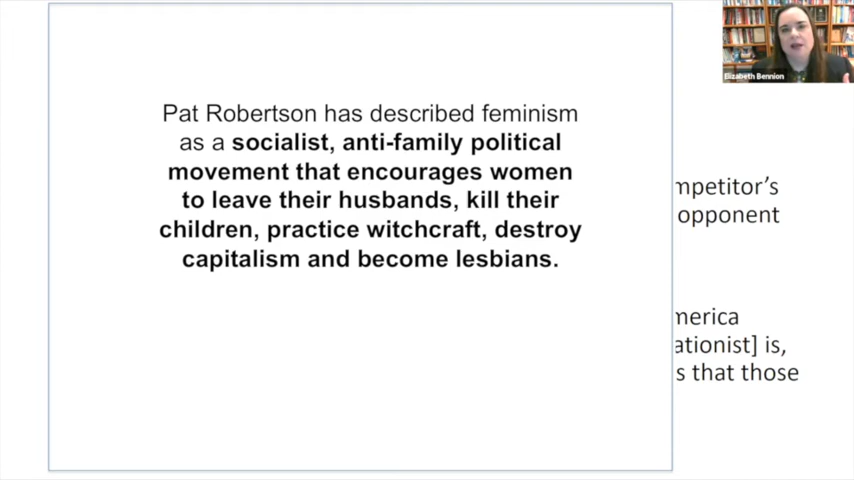 Elizabeth Bennion
Pat Robertson has described feminism
as a socialist, anti-family political
movement that encourages women
to leave their husbands, kill their
children, practice witchcraft, destroy
capitalism and become lesbians.
mpetitor’s
opponent
merica
ationist] is,
s that those